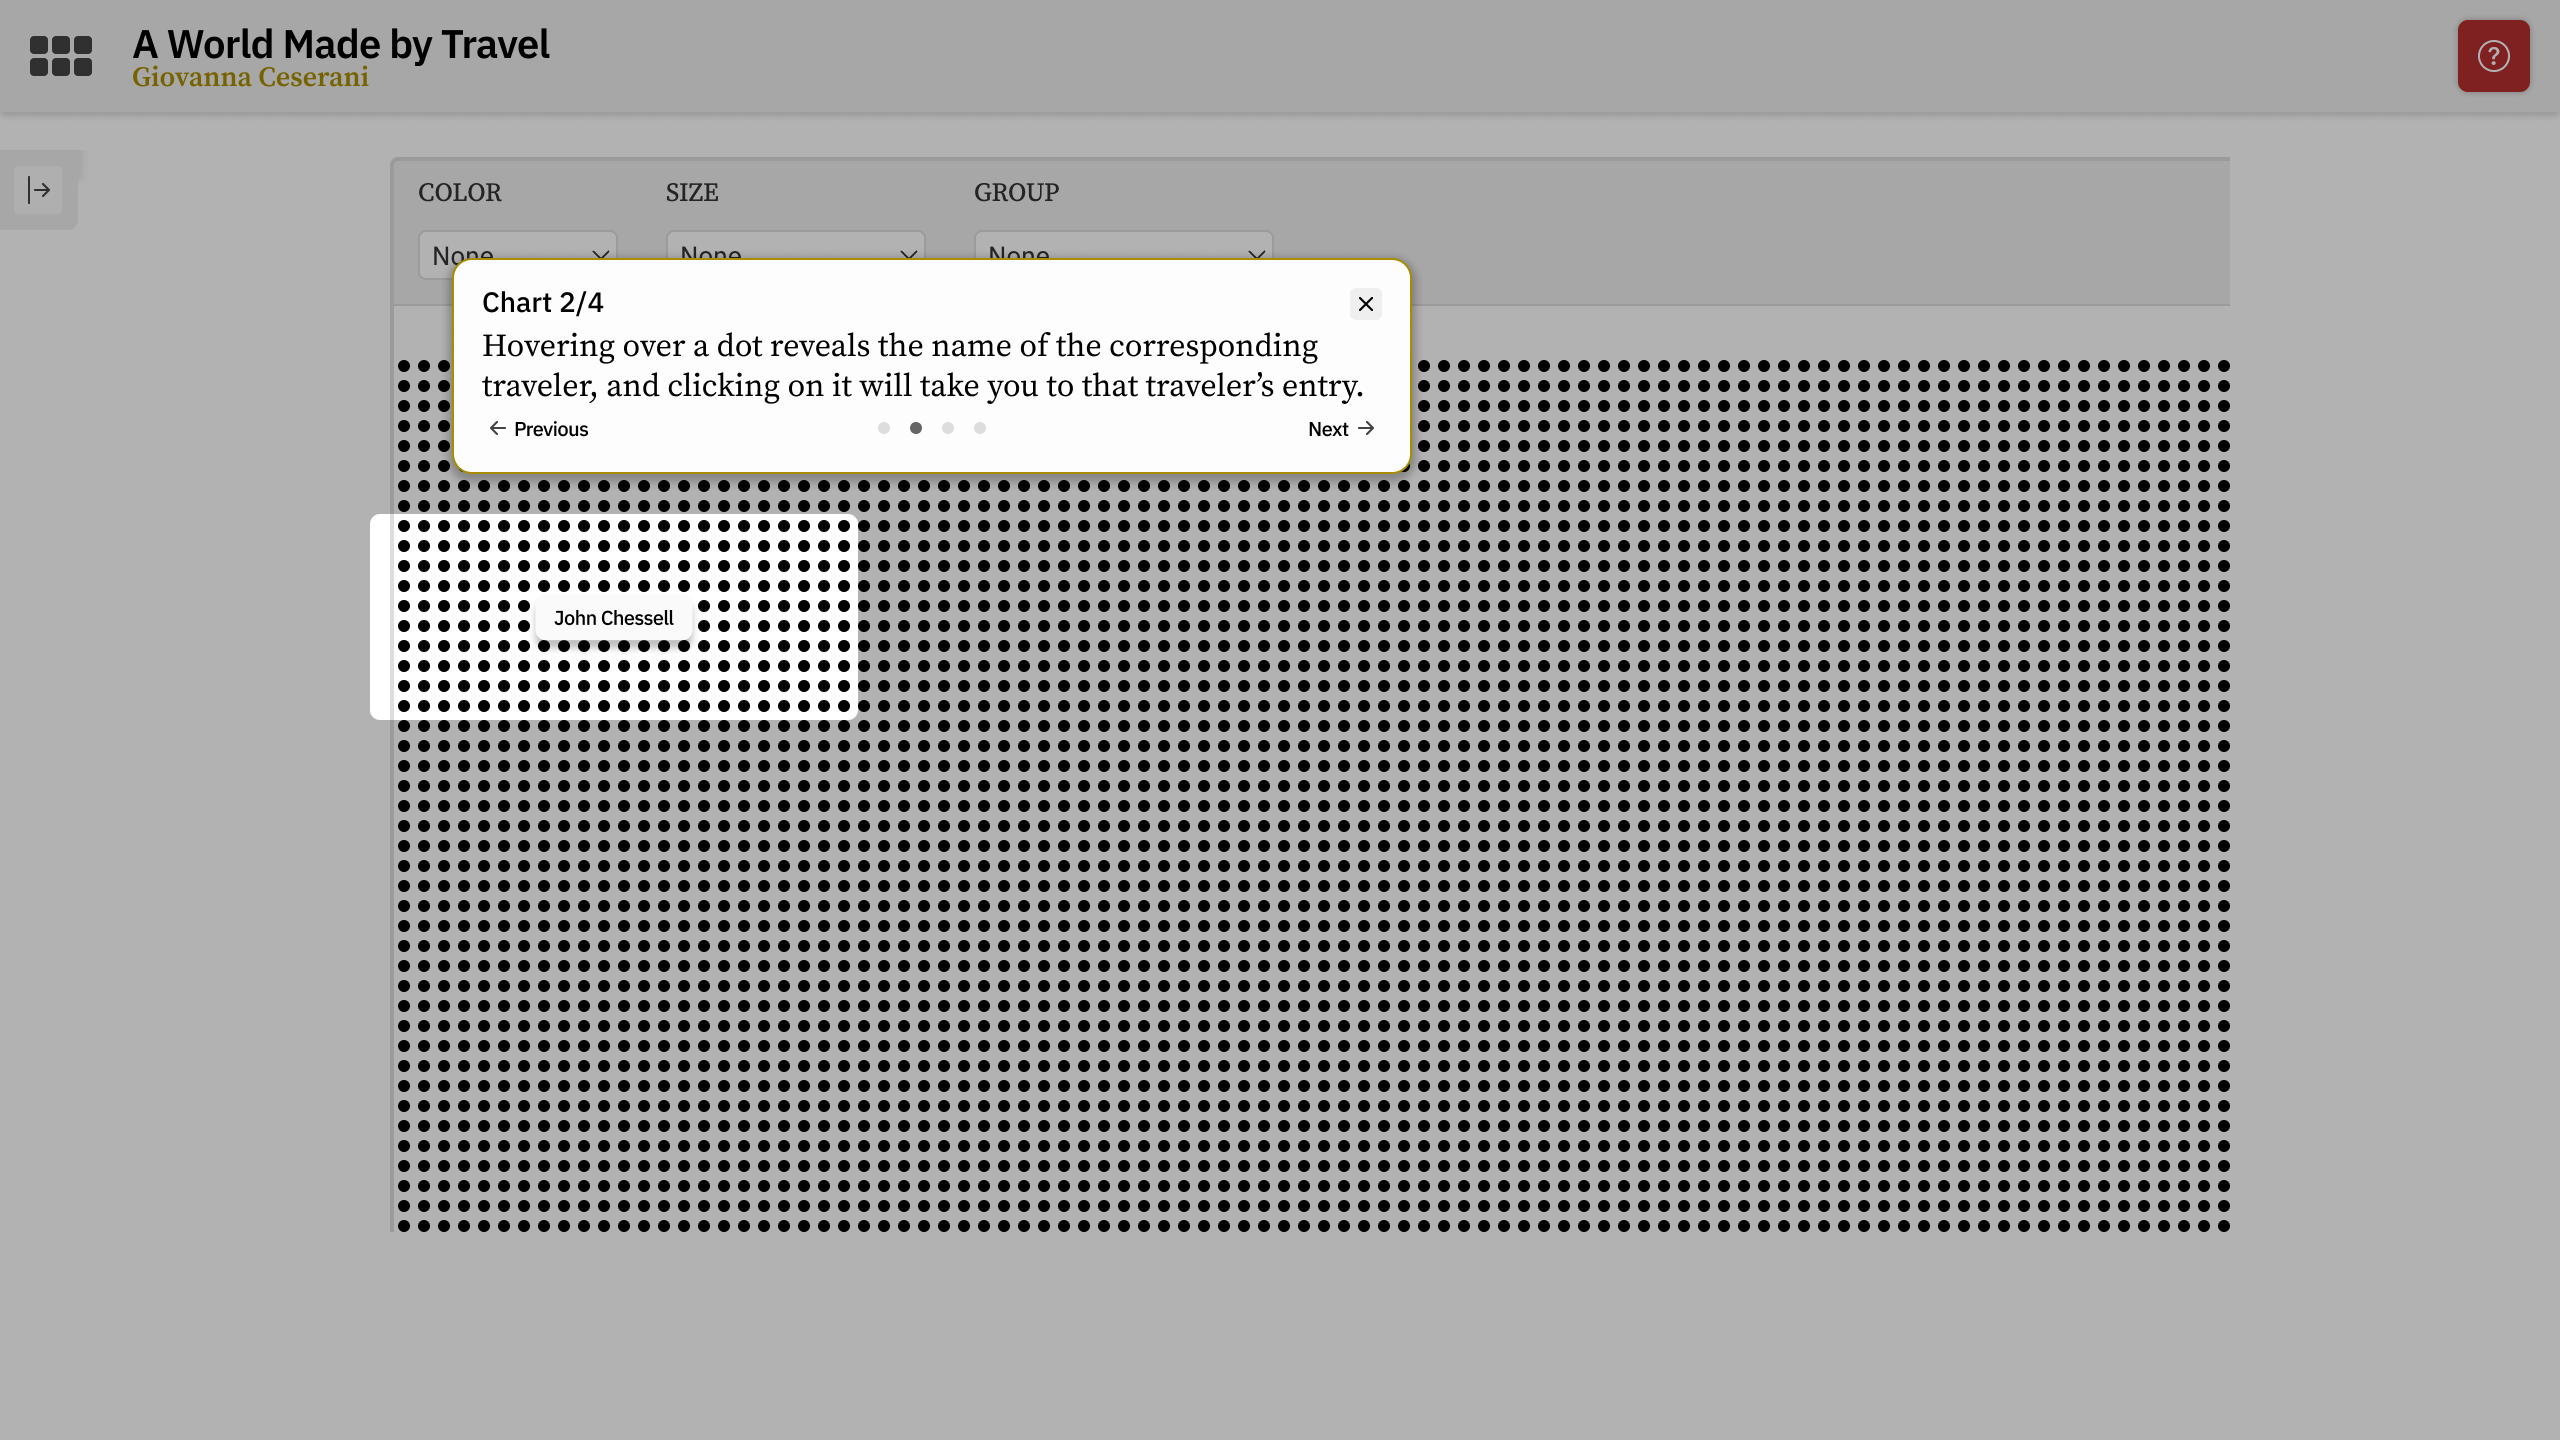 A World Made by Travel
Giovanna Ceserani
COLOR
SIZE
GROUP
None
None
None
Chart 2/4
Hovering over a dot reveals the name of the corresponding
traveler, and clicking on it will take you to that traveler’s entry.
Previous
Next
John Chessell